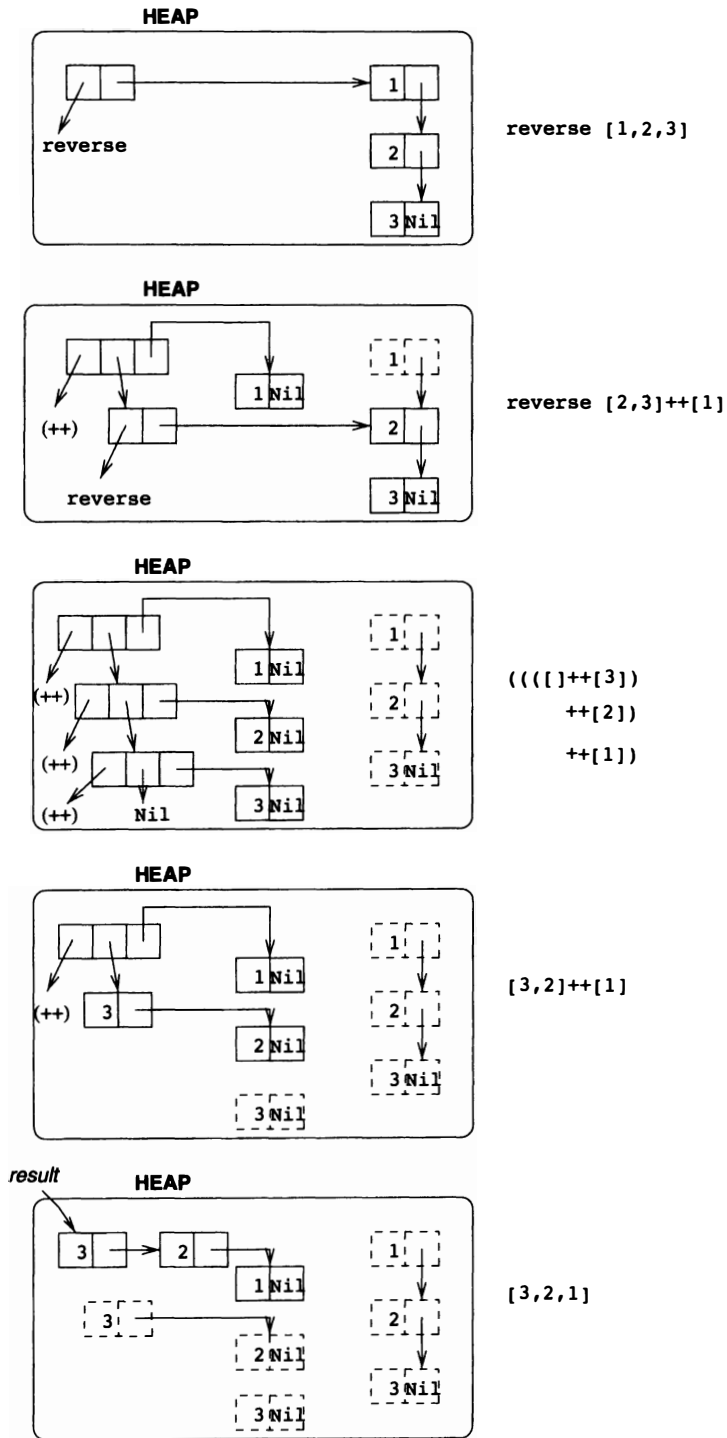 HEAP
1
reverse
reverse [1,2,3]
2
3 Nil
HEAP
1 Nil
1
(++)
2
reverse [2,3]++[1]
reverse
3 Nil
HEAP
1 Nil
1
((([]++[3])
(++)
2 Nil
2
++[2])
(++)
3 Nil
3 Nil
++[1])
(++)
Nil
HEAP
1 Nil
1
(++)
3
2 Nil
2
[3,2]++[1]
3 Nil
3 Nil
result
HEAP
3
2
1 Nil
1
3
2 Nil
2
[3,2,1]
3 Nil
3 Nil